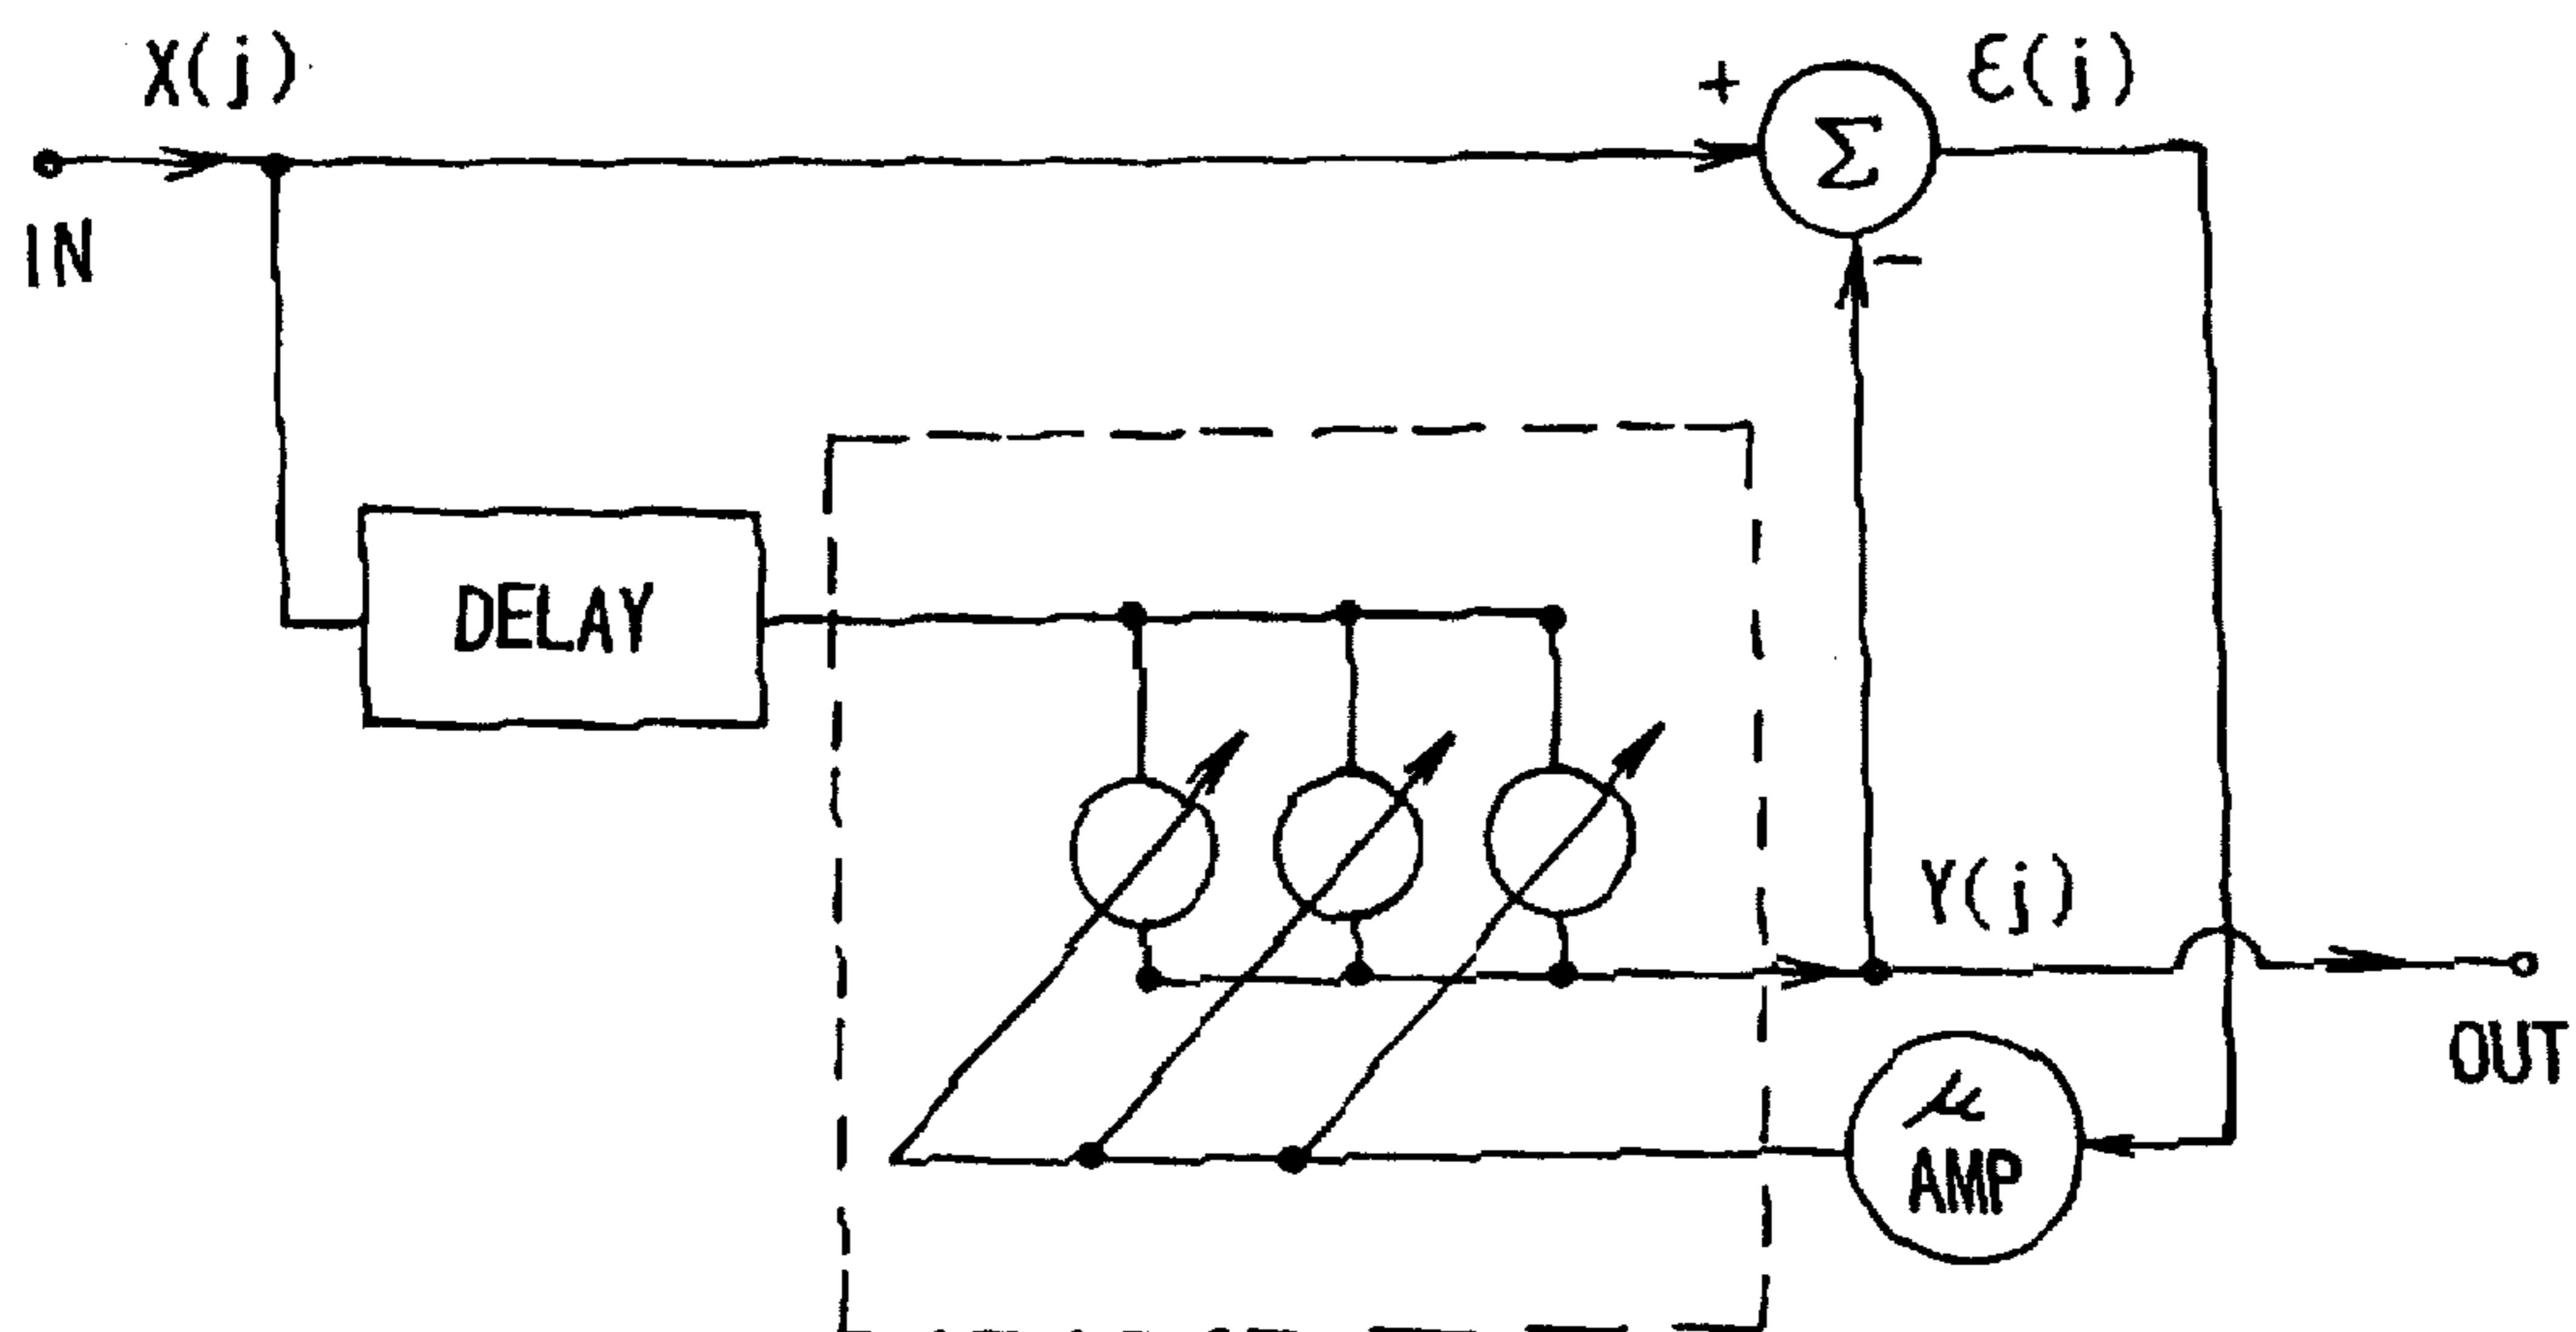 X(j)
+
Σ
ε(j)
IN
−
DELAY
Y(j)
OUT
μ
AMP